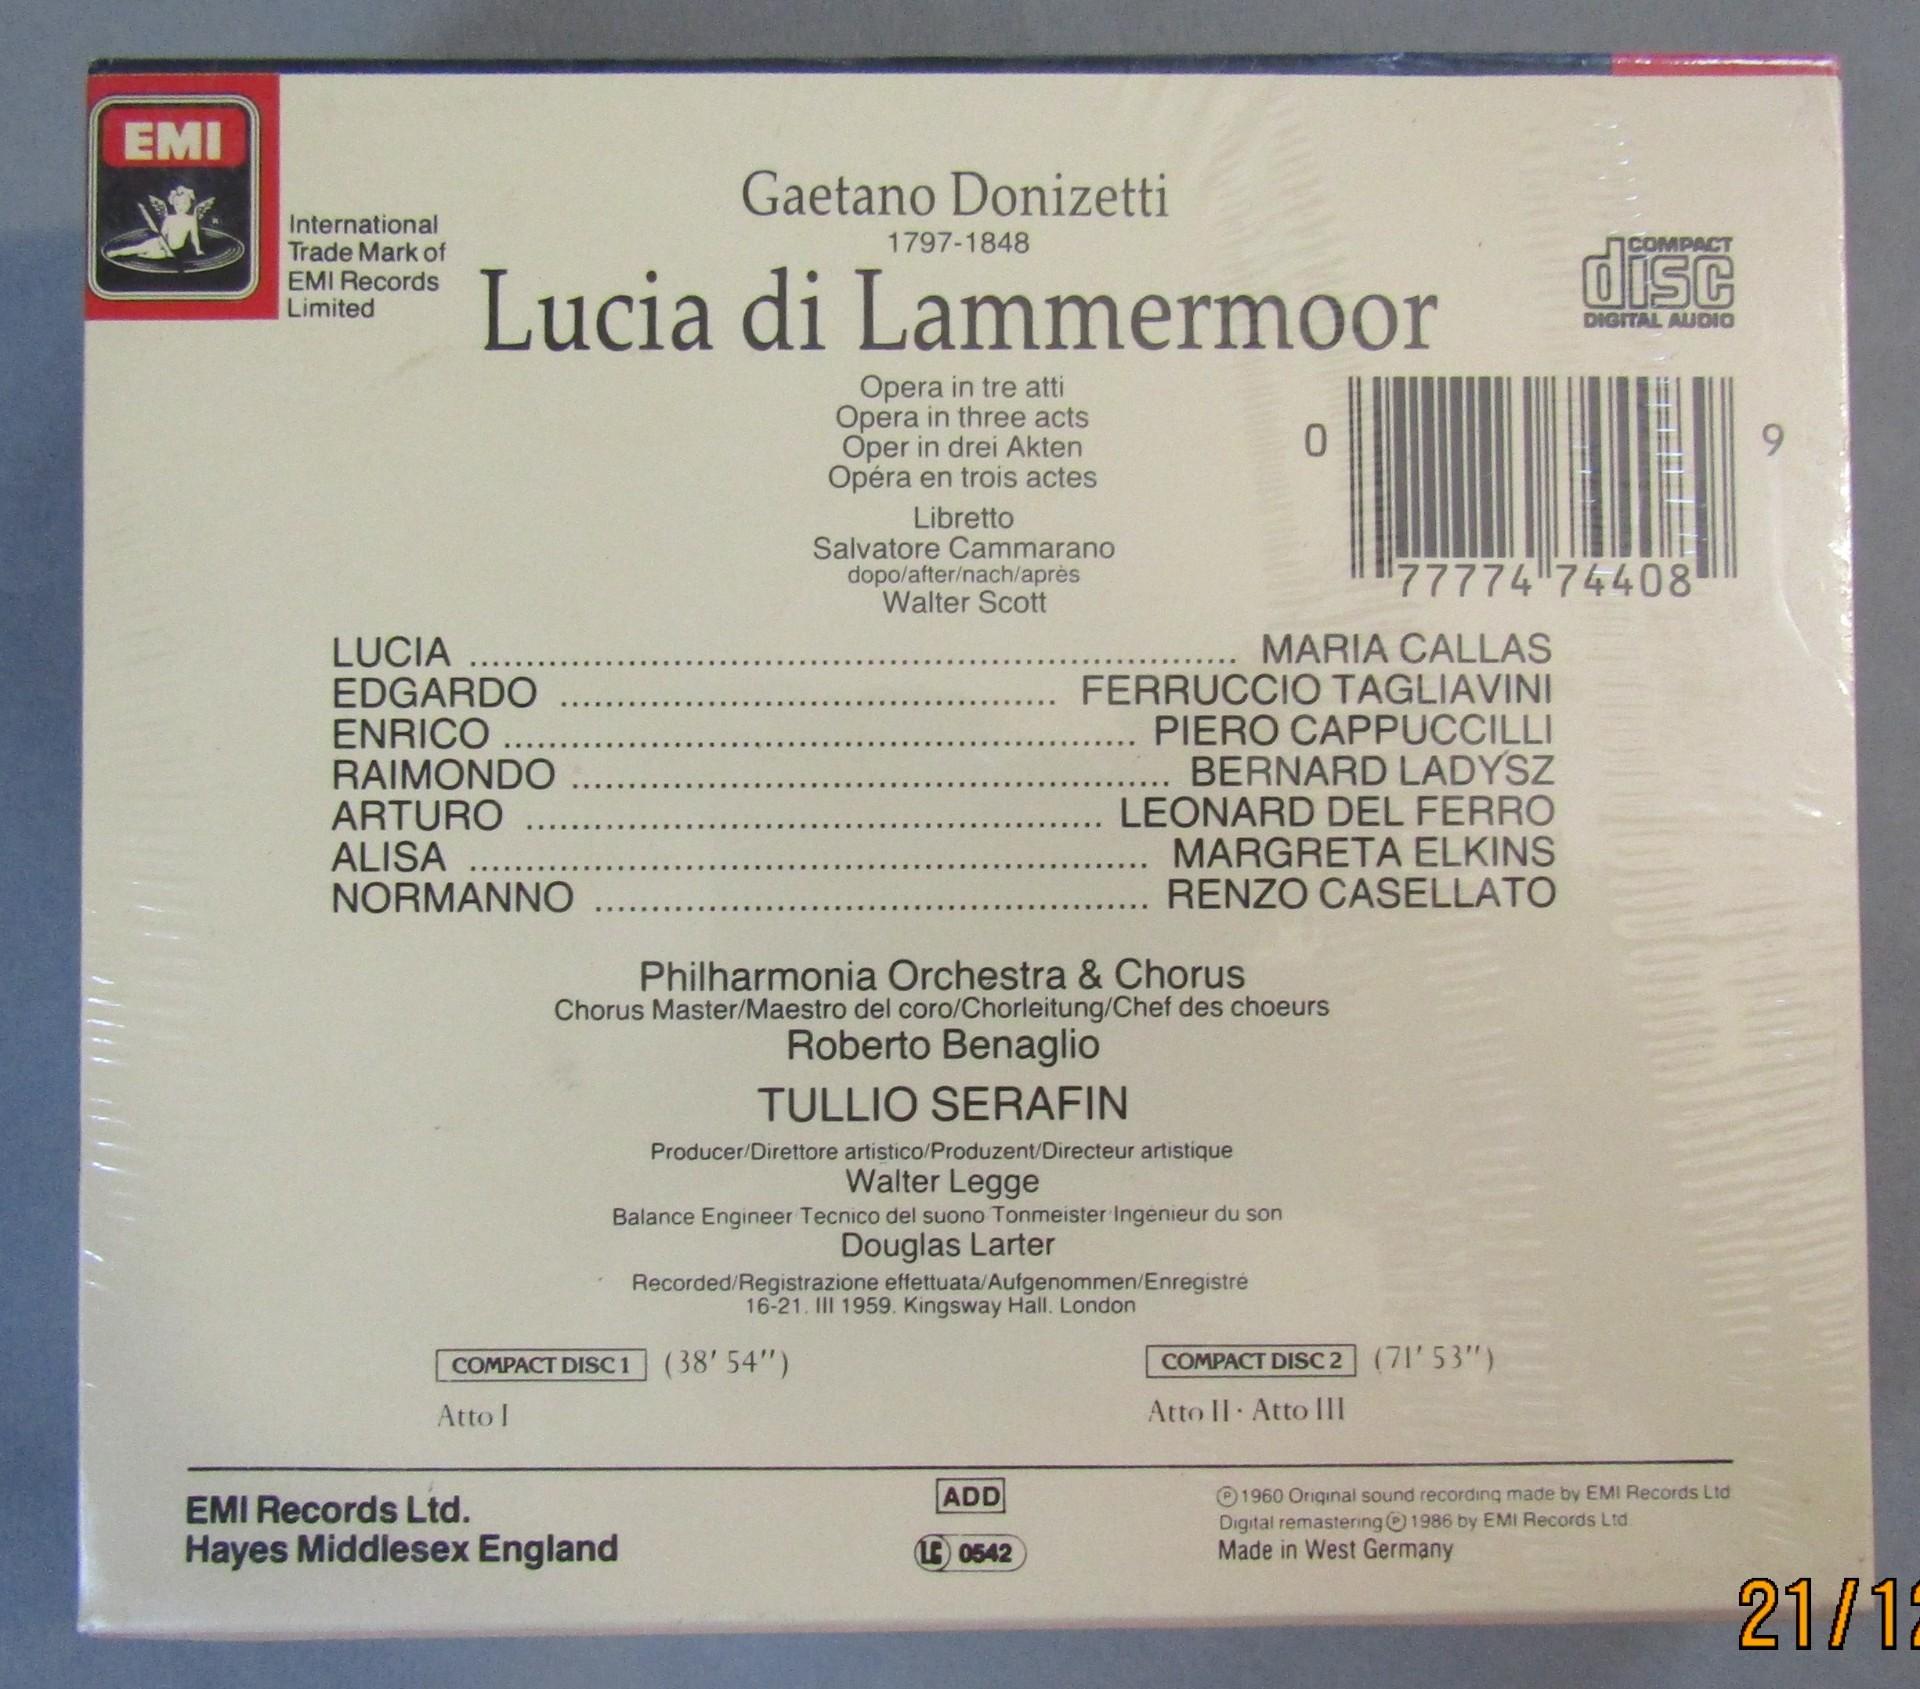 EMI
International
Trade Mark of
EMI Records
Limited
Gaetano Donizetti
1797-1848
Lucia di Lammermoor
COMPACT
disc
DIGITAL AUDIO
Opera in tre atti
Opera in three acts
Oper in drei Akten
Opéra en trois actes
Libretto
Salvatore Cammarano
dopo/after/nach/après
Walter Scott
0 77774 74408 9
LUCIA ........ MARIA CALLAS
EDGARDO ........ FERRUCCIO TAGLIAVINI
ENRICO ........ PIERO CAPPUCCILLI
RAIMONDO ........ BERNARD LADYSZ
ARTURO ........ LEONARD DEL FERRO
ALISA ........ MARGRETA ELKINS
NORMANNO ........ RENZO CASELLATO
Philharmonia Orchestra & Chorus
Chorus Master/Maestro del coro/Chorleitung/Chef des choeurs
Roberto Benaglio
TULLIO SERAFIN
Producer/Direttore artistico/Produzent/Directeur artistique
Walter Legge
Balance Engineer Tecnico del suono Tonmeister Ingénieur du son
Douglas Larter
Recorded/Registrazione effettuata/Aufgenommen/Enregistré
16-21. III 1959. Kingsway Hall. London
COMPACT DISC 1 (38' 54")
Atto I
COMPACT DISC 2 (71' 53")
Atto II · Atto III
EMI Records Ltd.
Hayes Middlesex England
ADD
LC 0542
℗ 1960 Original sound recording made by EMI Records Ltd
Digital remastering ℗ 1986 by EMI Records Ltd
Made in West Germany
21/12